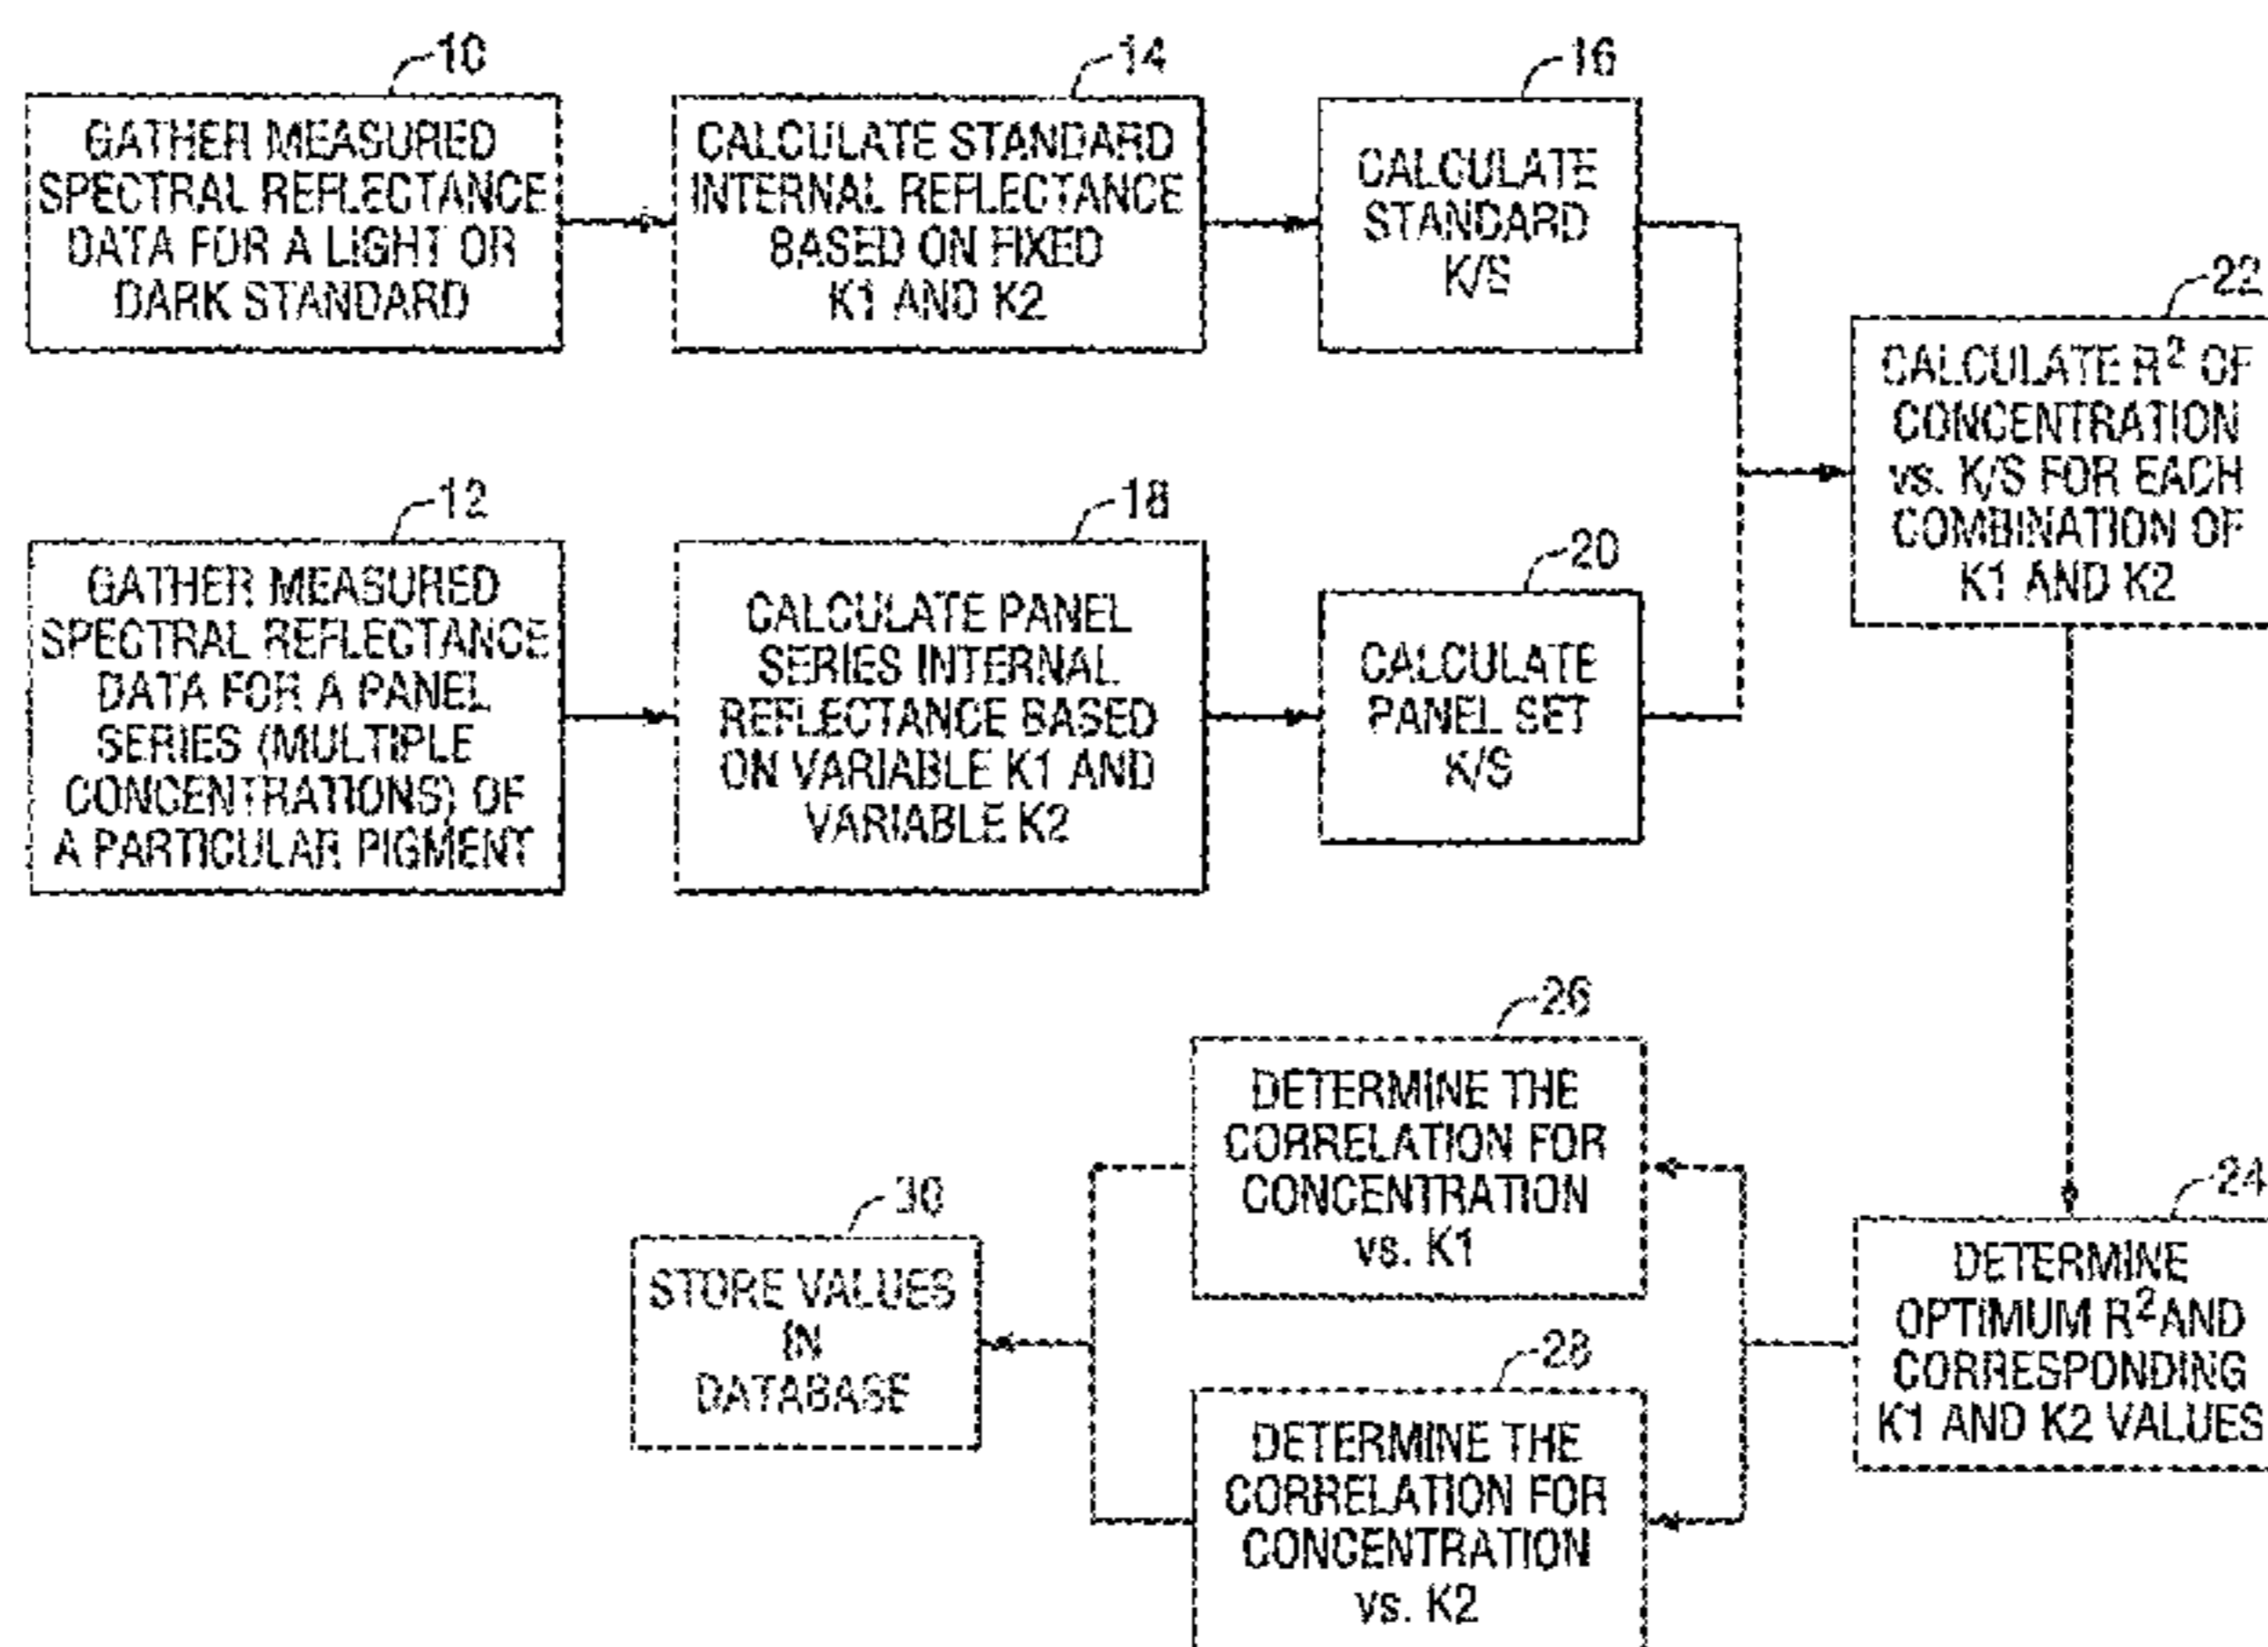 10
GATHER MEASURED
SPECTRAL REFLECTANCE
DATA FOR A LIGHT OR
DARK STANDARD
14
CALCULATE STANDARD
INTERNAL REFLECTANCE
BASED ON FIXED
K1 AND K2
16
CALCULATE
STANDARD
K/S
12
GATHER MEASURED
SPECTRAL REFLECTANCE
DATA FOR A PANEL
SERIES (MULTIPLE
CONCENTRATIONS) OF
A PARTICULAR PIGMENT
18
CALCULATE PANEL
SERIES INTERNAL
REFLECTANCE BASED
ON VARIABLE K1 AND
VARIABLE K2
20
CALCULATE
PANEL SET
K/S
22
CALCULATE R² OF
CONCENTRATION
vs. K/S FOR EACH
COMBINATION OF
K1 AND K2
24
DETERMINE
OPTIMUM R² AND
CORRESPONDING
K1 AND K2 VALUES
26
DETERMINE THE
CORRELATION FOR
CONCENTRATION
vs. K1
28
DETERMINE THE
CORRELATION FOR
CONCENTRATION
vs. K2
30
STORE VALUES
IN
DATABASE